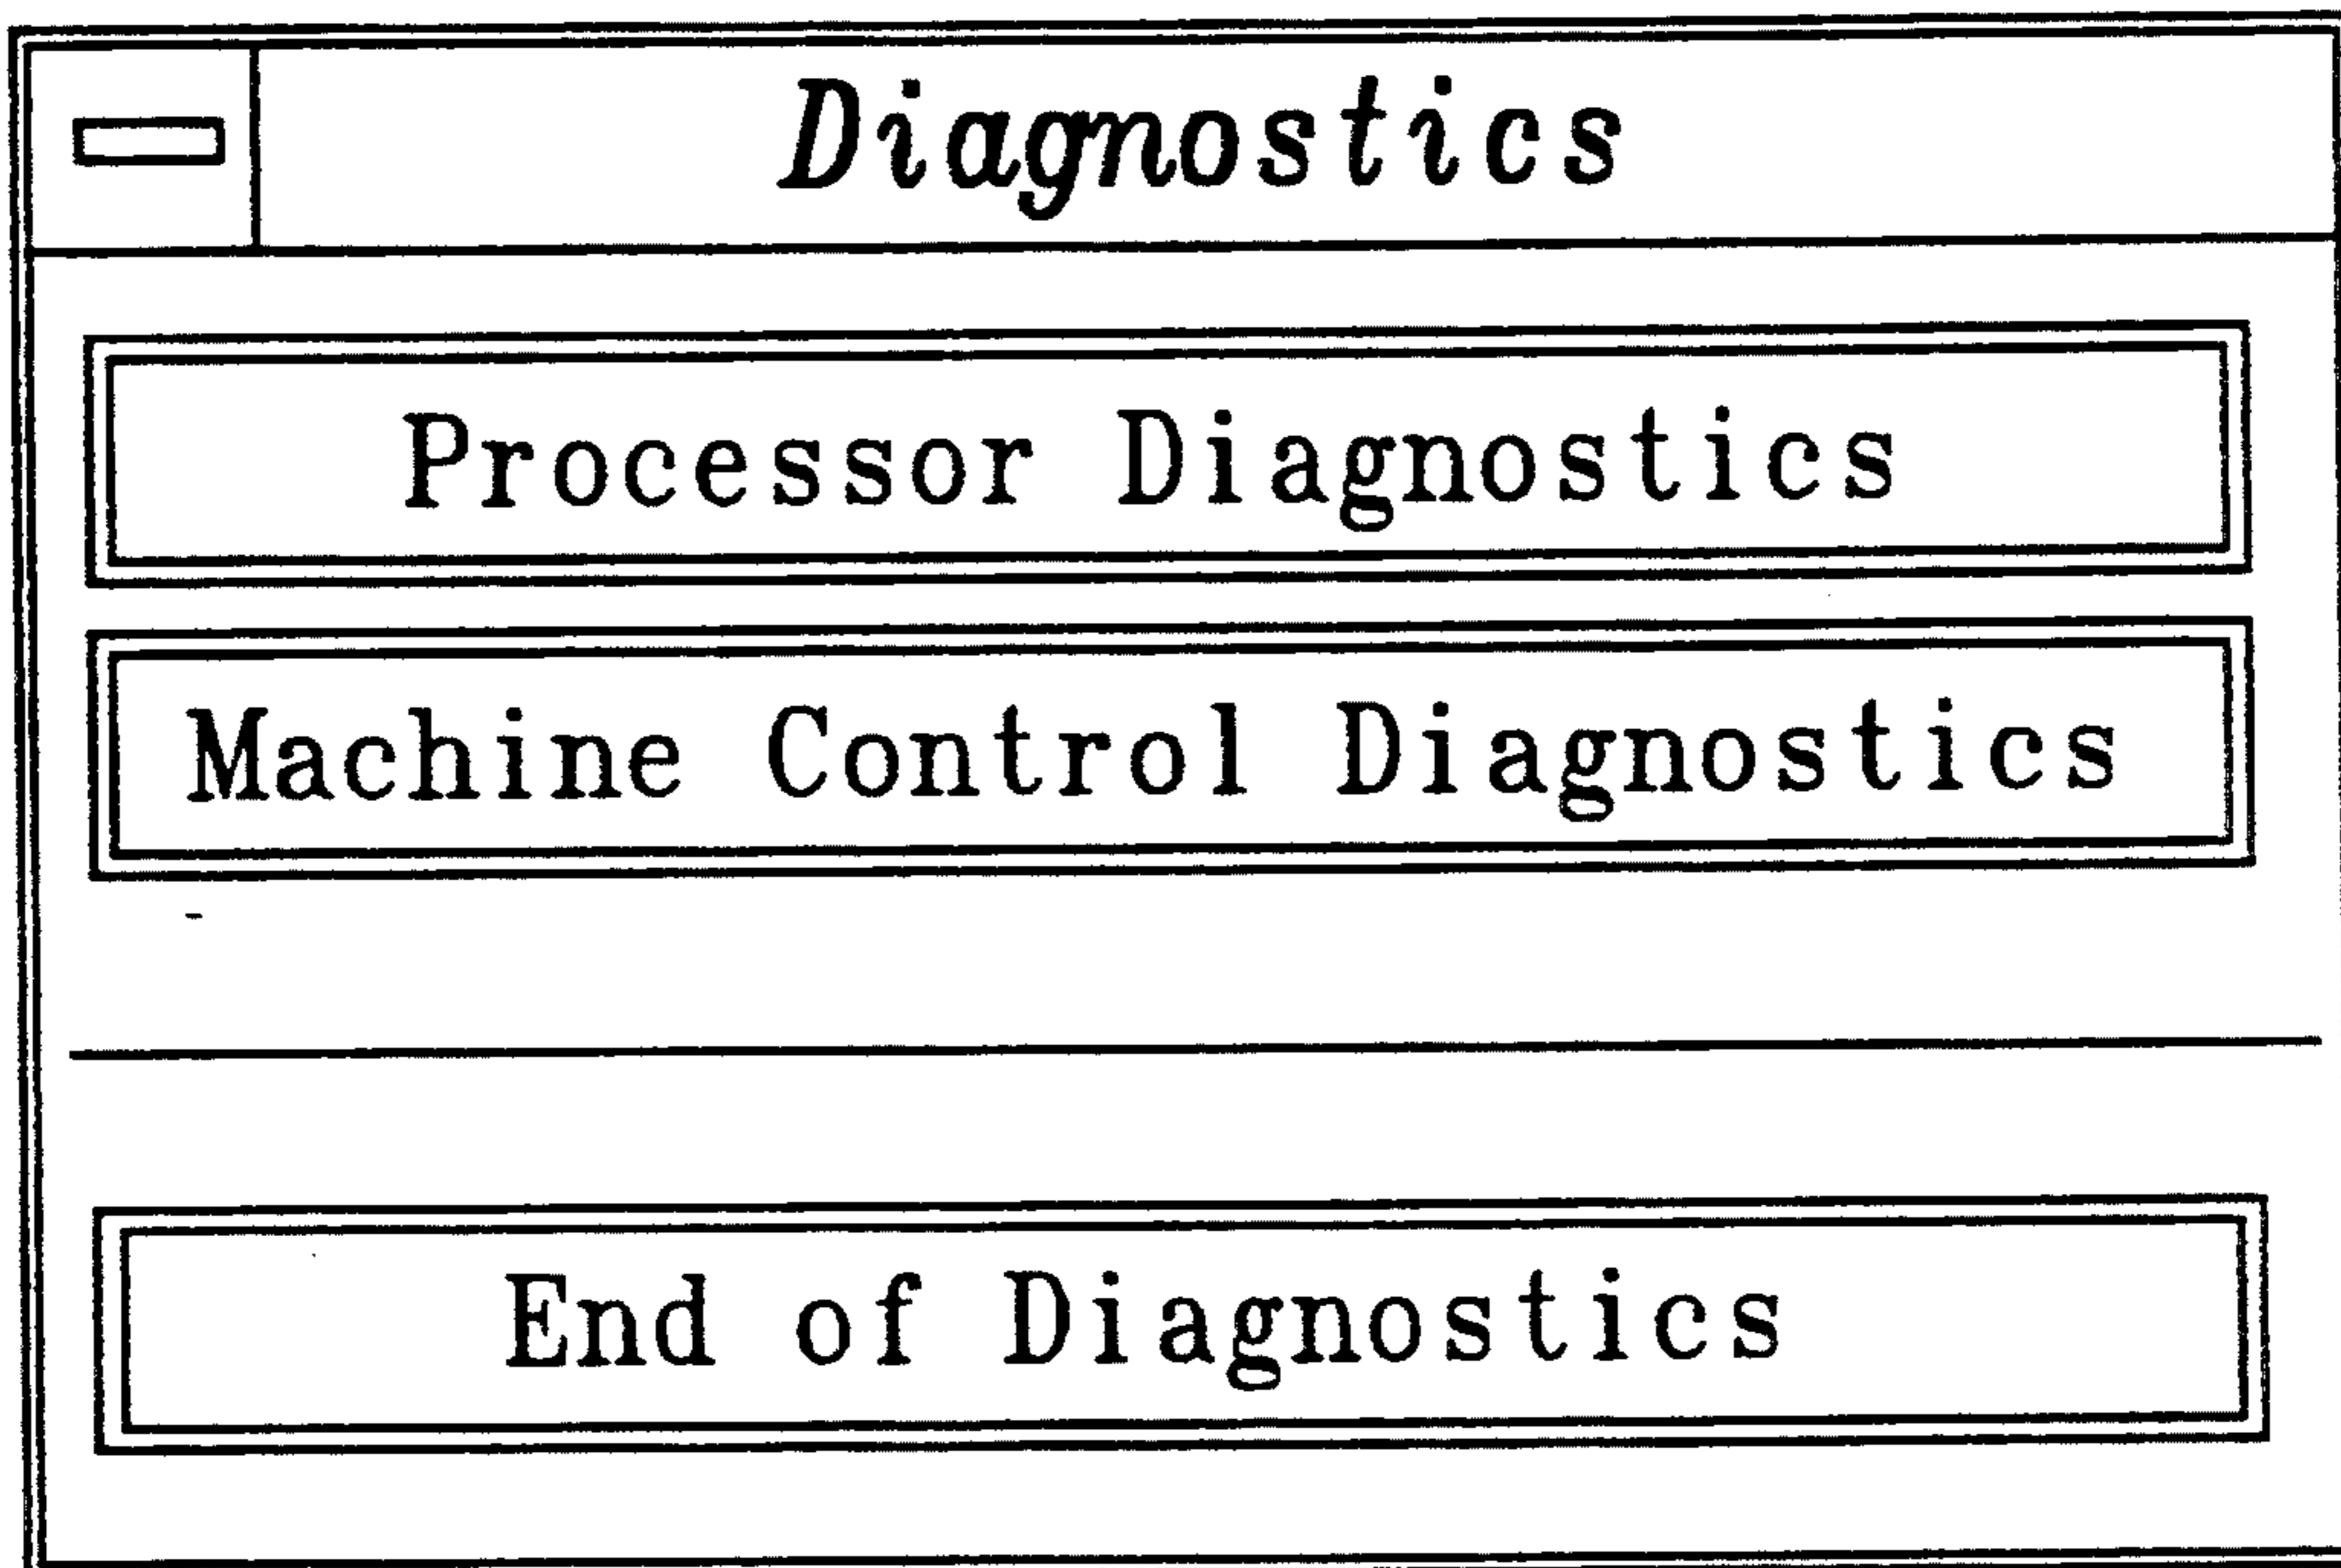 Diagnostics
Processor Diagnostics
Machine Control Diagnostics
End of Diagnostics